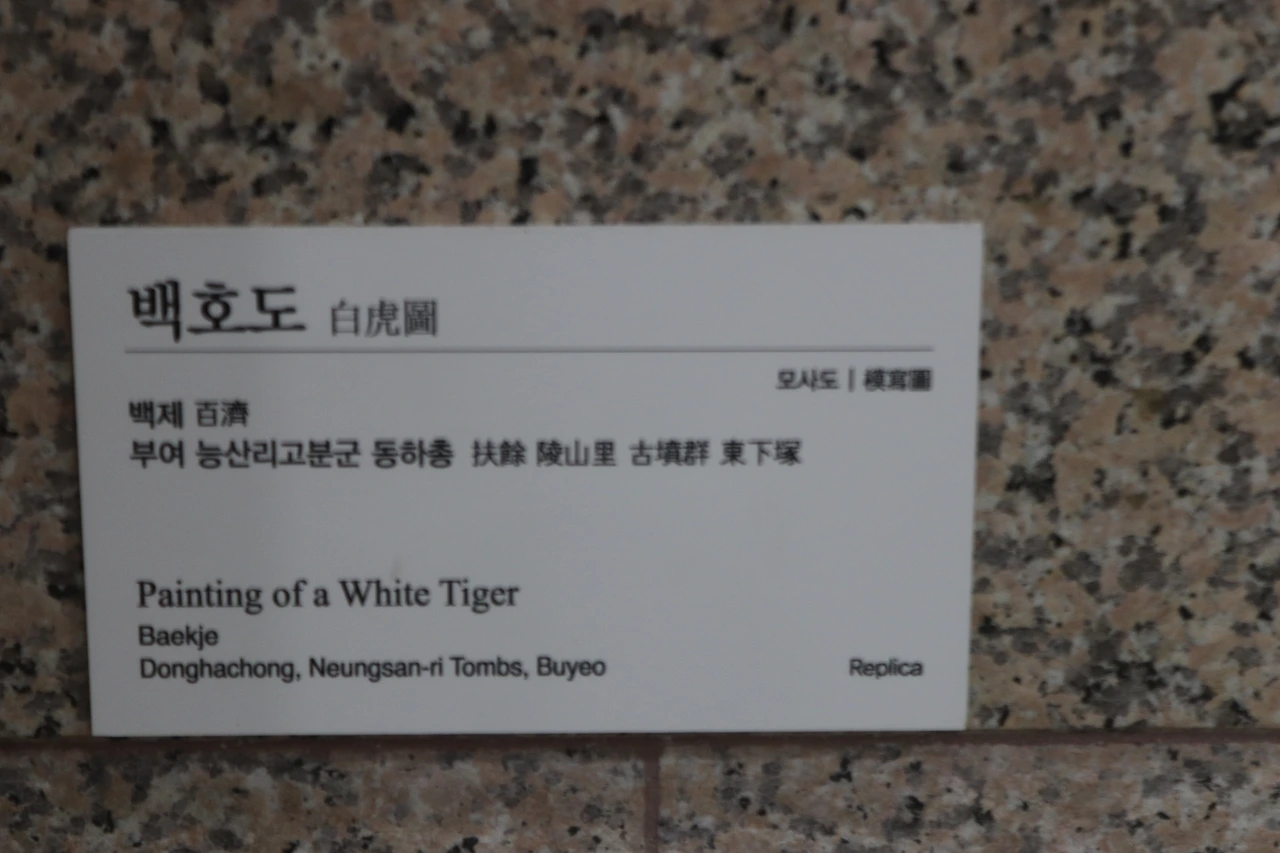 백호도 白虎圖
모사도 | 模寫圖
백제 百濟
부여 능산리고분군 동하총 扶餘 陵山里 古墳群 東下塚
Painting of a White Tiger
Baekje
Donghachong, Neungsan-ri Tombs, Buyeo
Replica